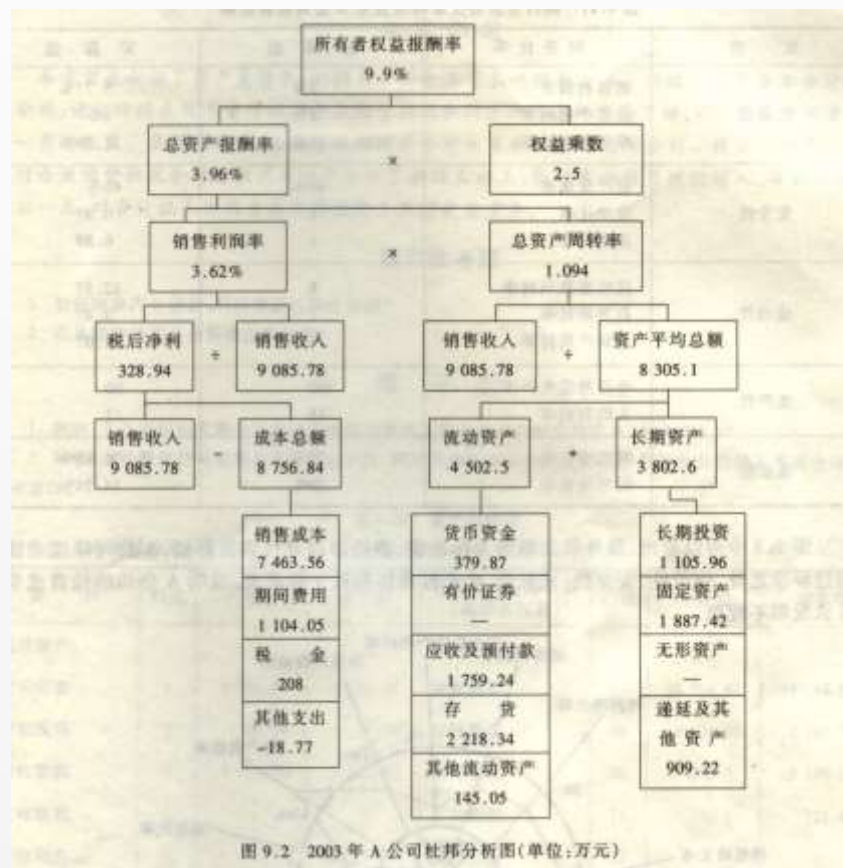 所有者权益报酬率
9.9%
总资产报酬率
3.96%
×
权益乘数
2.5
销售利润率
3.62%
×
总资产周转率
1.094
税后净利
328.94
÷
销售收入
9 085.78
销售收入
9 085.78
÷
资产平均总额
8 305.1
销售收入
9 085.78
-
成本总额
8 756.84
流动资产
4 502.5
+
长期资产
3 802.6
销售成本
7 463.56
期间费用
1 104.05
税 金
208
其他支出
-18.77
货币资金
379.87
有价证券
—
应收及预付款
1 759.24
存 货
2 218.34
其他流动资产
145.05
长期投资
1 105.96
固定资产
1 887.42
无形资产
—
递延及其
他 资 产
909.22
图 9.2 2003 年 A 公司杜邦分析图(单位:万元)